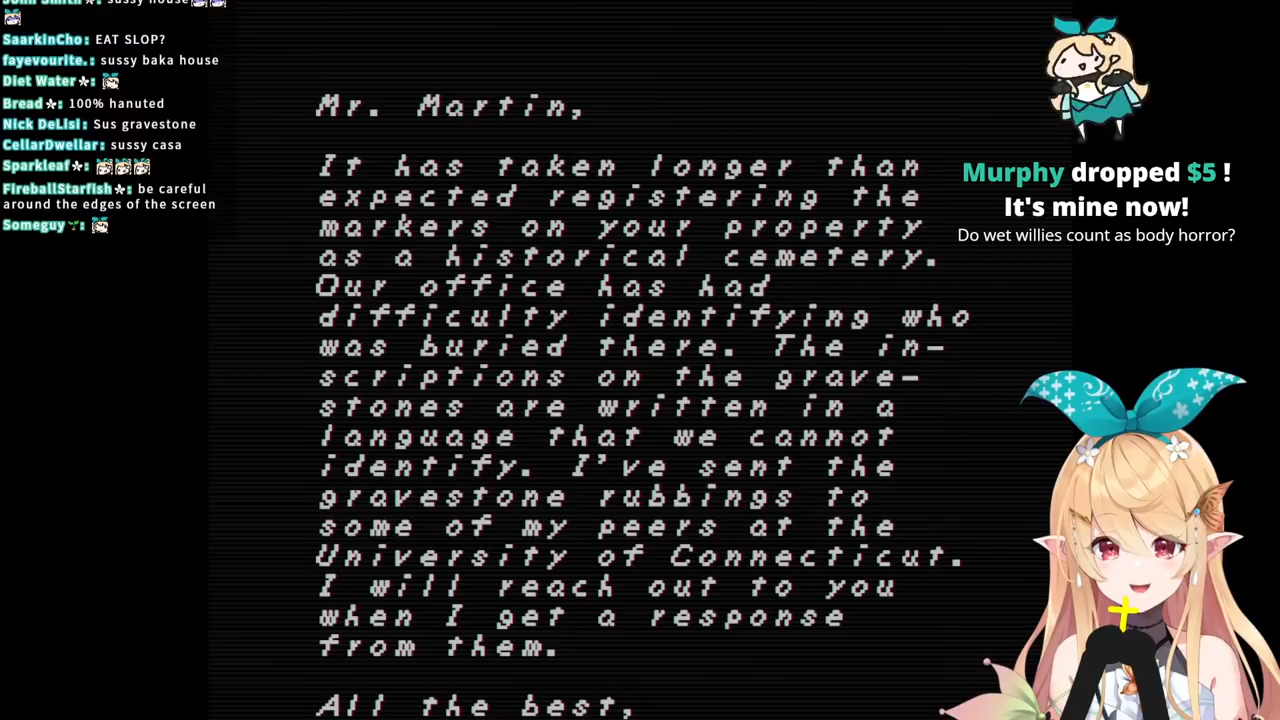 John Smith: sussy house
SaarkinCho: EAT SLOP?
fayevourite.: sussy baka house
Diet Water:
Bread: 100% hanuted
Nick DeLisi: Sus gravestone
CellarDwellar: sussy casa
Sparkleaf:
FireballStarfish: be careful
around the edges of the screen
Someguy:
Mr. Martin,
It has taken longer than
expected registering the
markers on your property
as a historical cemetery.
Our office has had
difficulty identifying who
was buried there. The in-
scriptions on the grave-
stones are written in a
language that we cannot
identify. I've sent the
gravestone rubbings to
some of my peers at the
University of Connecticut.
I will reach out to you
when I get a response
from them.
All the best,
Murphy dropped $5 !
It's mine now!
Do wet willies count as body horror?